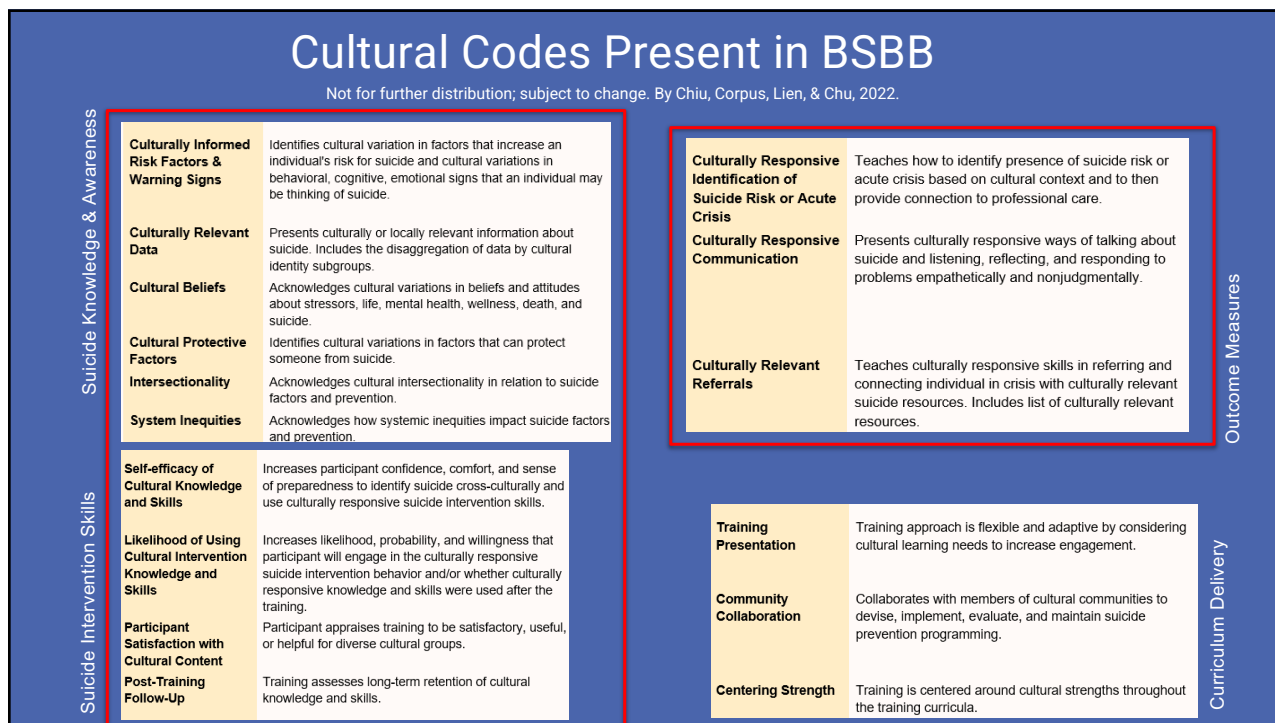 Cultural Codes Present in BSBB
Not for further distribution; subject to change. By Chiu, Corpus, Lien, & Chu, 2022.
Suicide Knowledge & Awareness
Culturally Informed
Risk Factors &
Warning Signs
Identifies cultural variation in factors that increase an
individual's risk for suicide and cultural variations in
behavioral, cognitive, emotional signs that an individual may
be thinking of suicide.
Culturally Relevant
Data
Presents culturally or locally relevant information about
suicide. Includes the disaggregation of data by cultural
identity subgroups.
Cultural Beliefs
Acknowledges cultural variations in beliefs and attitudes
about stressors, life, mental health, wellness, death, and
suicide.
Cultural Protective
Factors
Identifies cultural variations in factors that can protect
someone from suicide.
Intersectionality
Acknowledges cultural intersectionality in relation to suicide
factors and prevention.
System Inequities
Acknowledges how systemic inequities impact suicide factors
and prevention.
Suicide Intervention Skills
Self-efficacy of
Cultural Knowledge
and Skills
Increases participant confidence, comfort, and sense
of preparedness to identify suicide cross-culturally and
use culturally responsive suicide intervention skills.
Likelihood of Using
Cultural Intervention
Knowledge and
Skills
Increases likelihood, probability, and willingness that
participant will engage in the culturally responsive
suicide intervention behavior and/or whether culturally
responsive knowledge and skills were used after the
training.
Participant
Satisfaction with
Cultural Content
Participant appraises training to be satisfactory, useful,
or helpful for diverse cultural groups.
Post-Training
Follow-Up
Training assesses long-term retention of cultural
knowledge and skills.
Culturally Responsive
Identification of
Suicide Risk or Acute
Crisis
Teaches how to identify presence of suicide risk or
acute crisis based on cultural context and to then
provide connection to professional care.
Culturally Responsive
Communication
Presents culturally responsive ways of talking about
suicide and listening, reflecting, and responding to
problems empathetically and nonjudgmentally.
Culturally Relevant
Referrals
Teaches culturally responsive skills in referring and
connecting individual in crisis with culturally relevant
suicide resources. Includes list of culturally relevant
resources.
Outcome Measures
Training
Presentation
Training approach is flexible and adaptive by considering
cultural learning needs to increase engagement.
Community
Collaboration
Collaborates with members of cultural communities to
devise, implement, evaluate, and maintain suicide
prevention programming.
Centering Strength
Training is centered around cultural strengths throughout
the training curricula.
Curriculum Delivery